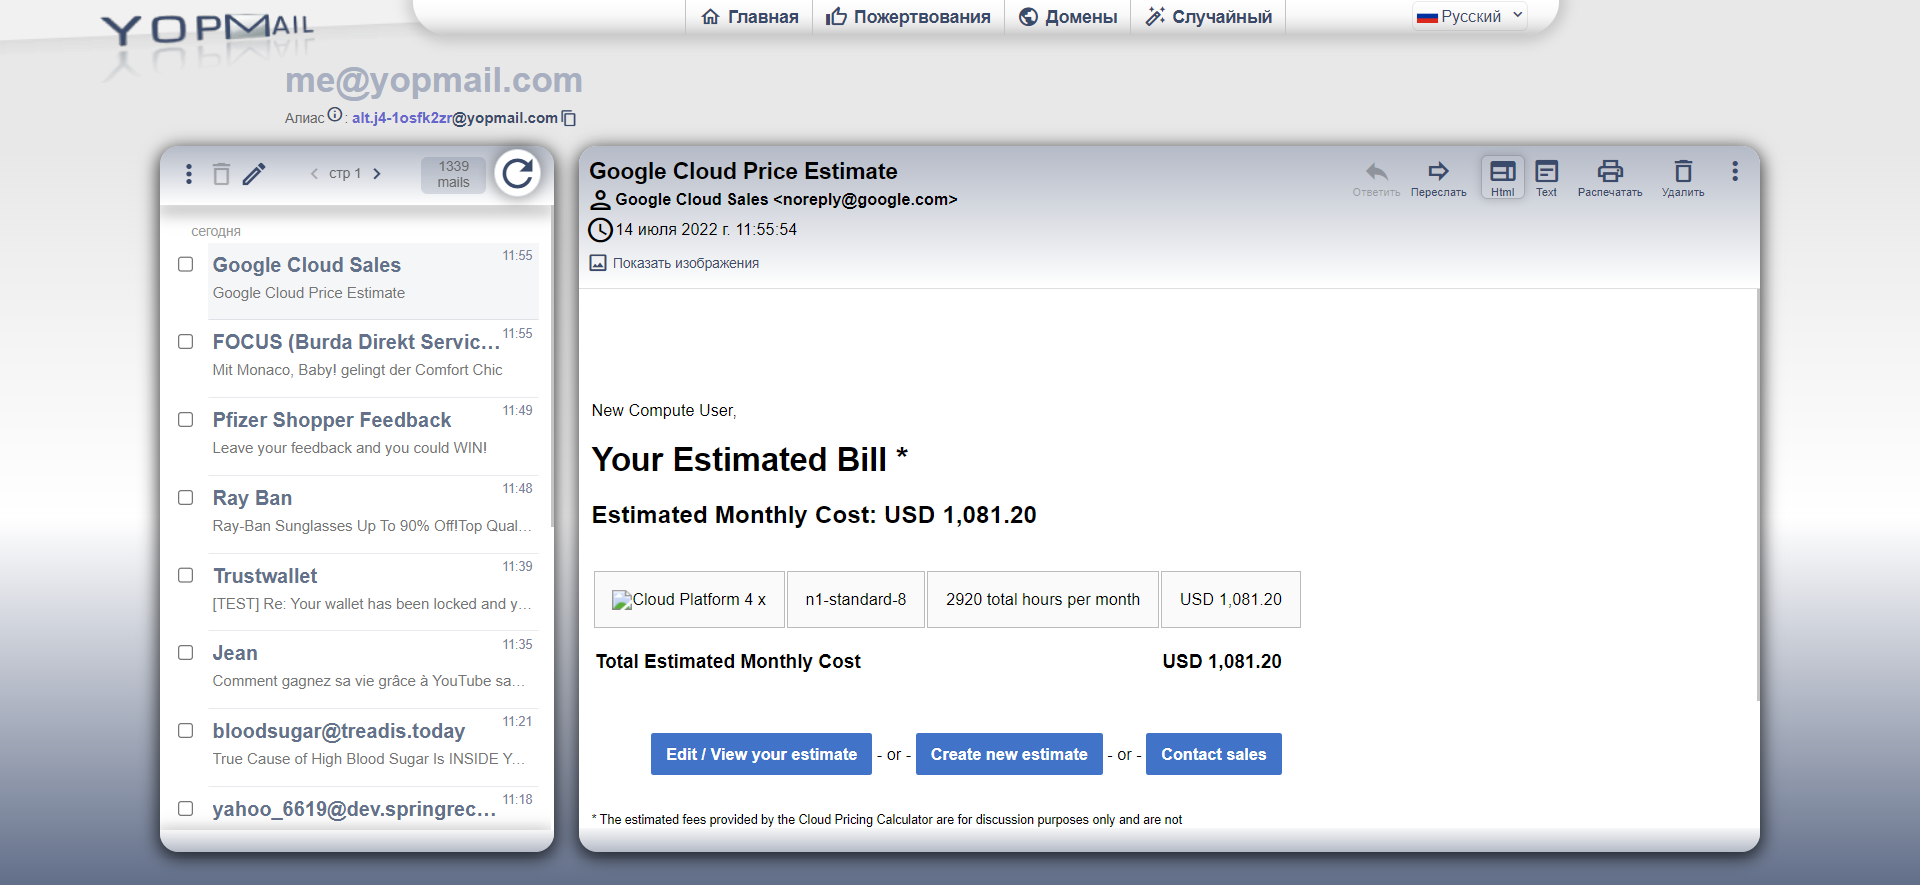 YOPMAIL
Главная Пожертвования Домены Случайный Русский
me@yopmail.com
Алиас : alt.j4-1osfk2zr@yopmail.com
стр 1
1339
mails
сегодня
Google Cloud Sales 11:55
Google Cloud Price Estimate
FOCUS (Burda Direkt Servic... 11:55
Mit Monaco, Baby! gelingt der Comfort Chic
Pfizer Shopper Feedback 11:49
Leave your feedback and you could WIN!
Ray Ban 11:48
Ray-Ban Sunglasses Up To 90% Off!Top Qual...
Trustwallet 11:39
[TEST] Re: Your wallet has been locked and y...
Jean 11:35
Comment gagnez sa vie grâce à YouTube sa...
bloodsugar@treadis.today 11:21
True Cause of High Blood Sugar Is INSIDE Y...
yahoo_6619@dev.springrec... 11:18
Google Cloud Price Estimate
Google Cloud Sales <noreply@google.com>
14 июля 2022 г. 11:55:54
Показать изображения
Ответить Переслать Html Text Распечатать Удалить
New Compute User,
Your Estimated Bill *
Estimated Monthly Cost: USD 1,081.20
Cloud Platform 4 x n1-standard-8 2920 total hours per month USD 1,081.20
Total Estimated Monthly Cost USD 1,081.20
Edit / View your estimate - or - Create new estimate - or - Contact sales
* The estimated fees provided by the Cloud Pricing Calculator are for discussion purposes only and are not